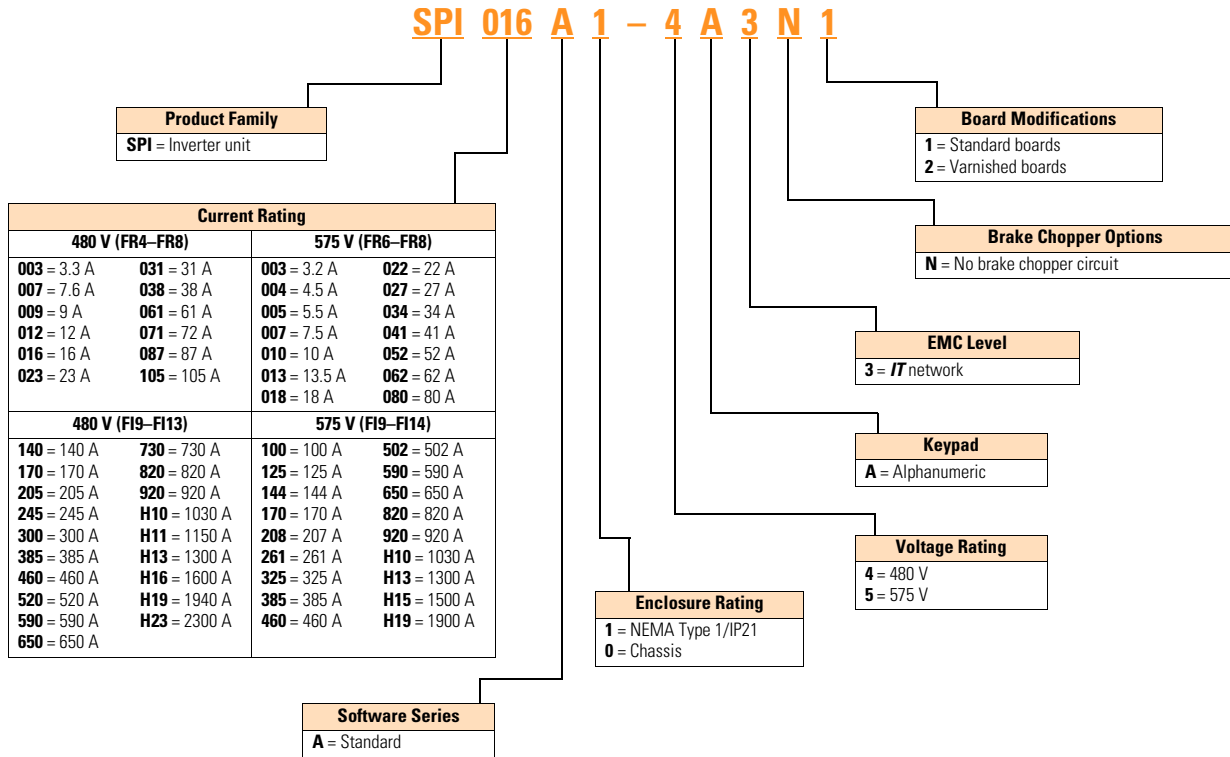 SPI 016 A 1 – 4 A 3 N 1
Product Family
SPI = Inverter unit
Board Modifications
1 = Standard boards
2 = Varnished boards
Current Rating
480 V (FR4–FR8) 575 V (FR6–FR8)
003 = 3.3 A 031 = 31 A 003 = 3.2 A 022 = 22 A
007 = 7.6 A 038 = 38 A 004 = 4.5 A 027 = 27 A
009 = 9 A 061 = 61 A 005 = 5.5 A 034 = 34 A
012 = 12 A 071 = 72 A 007 = 7.5 A 041 = 41 A
016 = 16 A 087 = 87 A 010 = 10 A 052 = 52 A
023 = 23 A 105 = 105 A 013 = 13.5 A 062 = 62 A
018 = 18 A 080 = 80 A
480 V (FI9–FI13) 575 V (FI9–FI14)
140 = 140 A 730 = 730 A 100 = 100 A 502 = 502 A
170 = 170 A 820 = 820 A 125 = 125 A 590 = 590 A
205 = 205 A 920 = 920 A 144 = 144 A 650 = 650 A
245 = 245 A H10 = 1030 A 170 = 170 A 820 = 820 A
300 = 300 A H11 = 1150 A 208 = 207 A 920 = 920 A
385 = 385 A H13 = 1300 A 261 = 261 A H10 = 1030 A
460 = 460 A H16 = 1600 A 325 = 325 A H13 = 1300 A
520 = 520 A H19 = 1940 A 385 = 385 A H15 = 1500 A
590 = 590 A H23 = 2300 A 460 = 460 A H19 = 1900 A
650 = 650 A
Brake Chopper Options
N = No brake chopper circuit
EMC Level
3 = IT network
Keypad
A = Alphanumeric
Voltage Rating
4 = 480 V
5 = 575 V
Enclosure Rating
1 = NEMA Type 1/IP21
0 = Chassis
Software Series
A = Standard